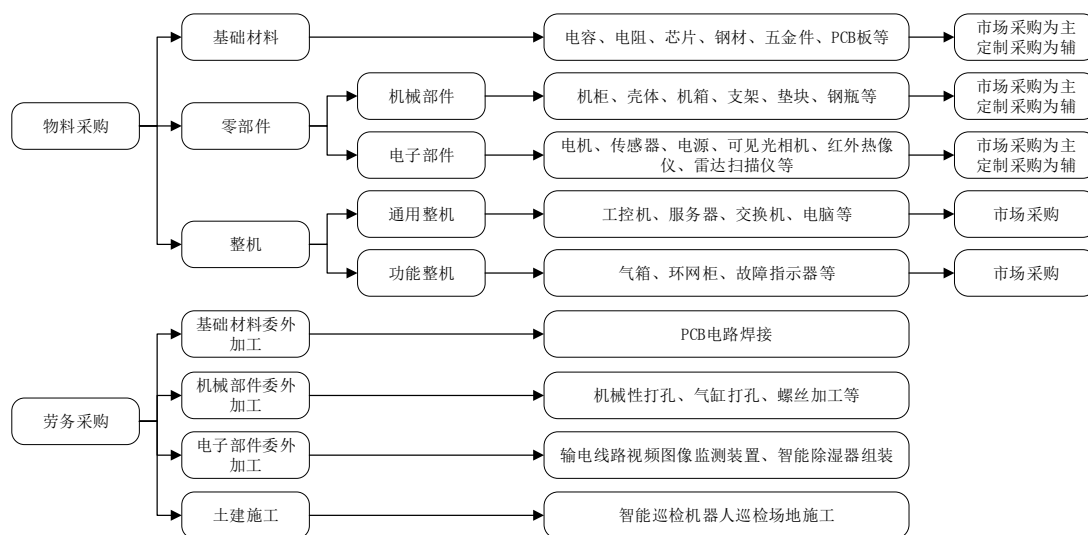 基础材料
电容、电阻、芯片、钢材、五金件、PCB板等
市场采购为主
定制采购为辅
物料采购
零部件
机械部件
机柜、壳体、机箱、支架、垫块、钢瓶等
市场采购为主
定制采购为辅
电子部件
电机、传感器、电源、可见光相机、红外热像
仪、雷达扫描仪等
市场采购为主
定制采购为辅
整机
通用整机
工控机、服务器、交换机、电脑等
市场采购
功能整机
气箱、环网柜、故障指示器等
市场采购
劳务采购
基础材料委外
加工
PCB电路焊接
机械部件委外
加工
机械性打孔、气缸打孔、螺丝加工等
电子部件委外
加工
输电线路视频图像监测装置、智能除湿器组装
土建施工
智能巡检机器人巡检场地施工